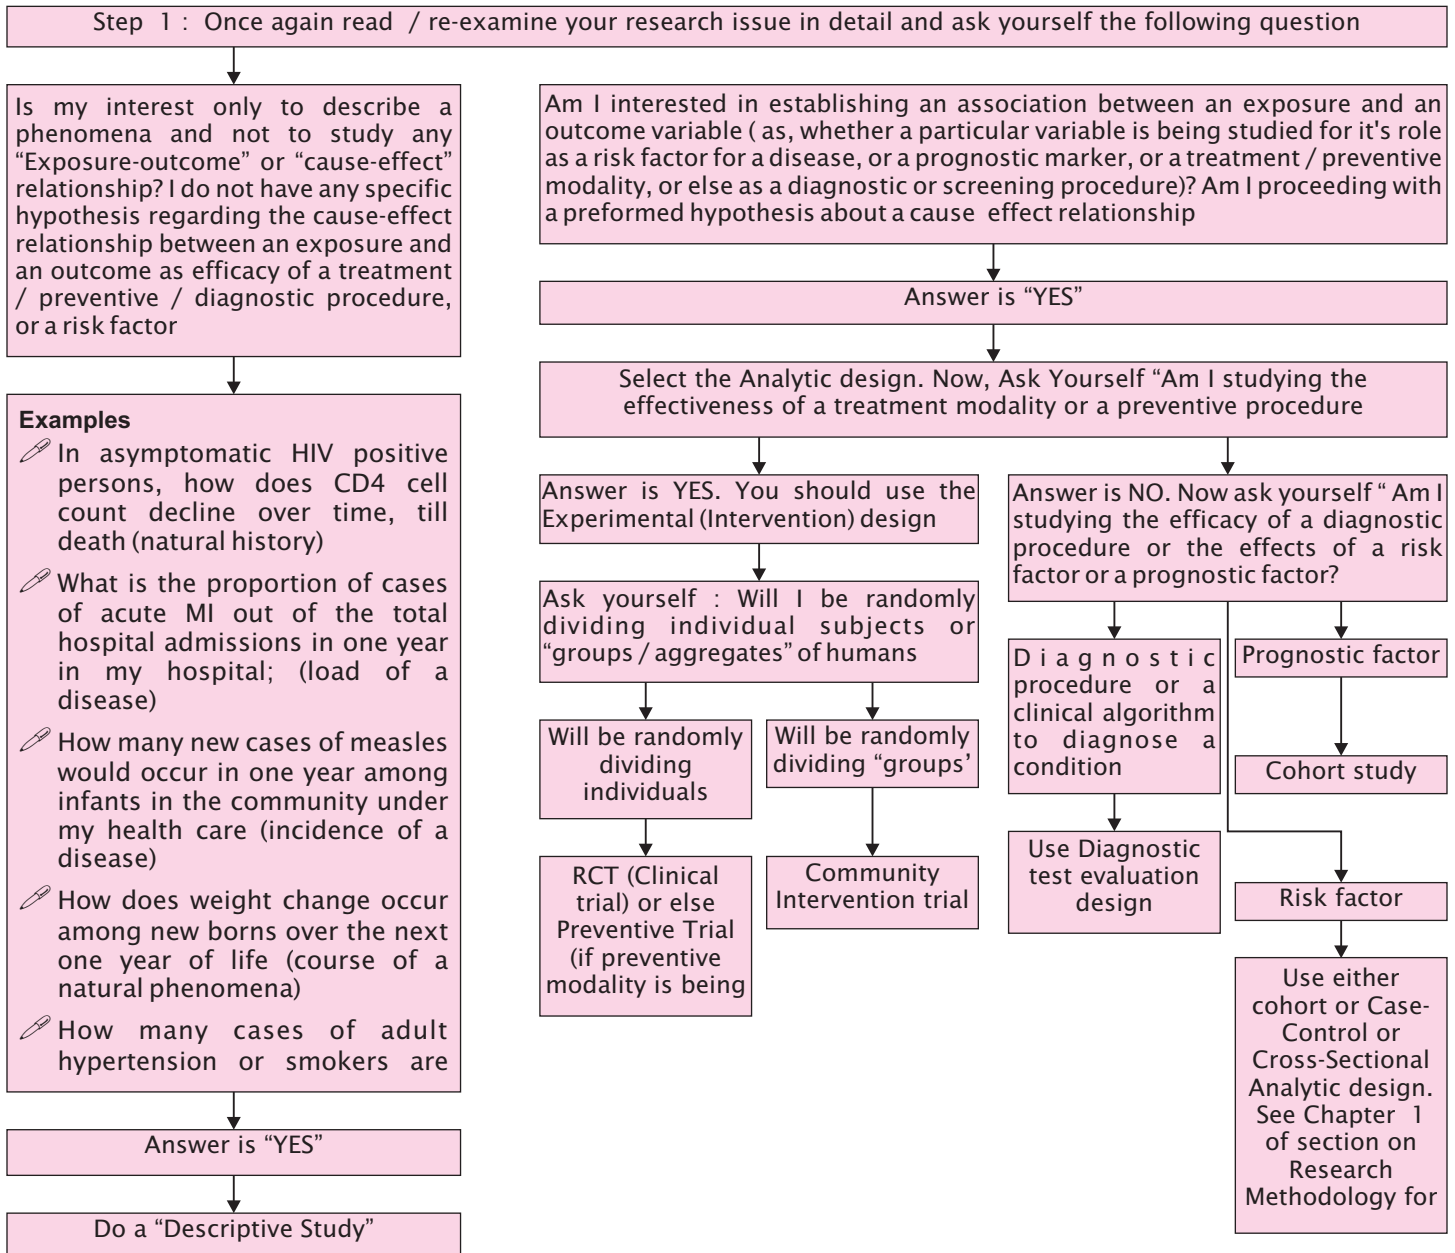 Step 1 : Once again read / re-examine your research issue in detail and ask yourself the following question
Is my interest only to describe a
phenomena and not to study any
“Exposure-outcome” or “cause-effect”
relationship? I do not have any specific
hypothesis regarding the cause-effect
relationship between an exposure and
an outcome as efficacy of a treatment
/ preventive / diagnostic procedure,
or a risk factor
Examples
In asymptomatic HIV positive
persons, how does CD4 cell
count decline over time, till
death (natural history)
What is the proportion of cases
of acute MI out of the total
hospital admissions in one year
in my hospital; (load of a
disease)
How many new cases of measles
would occur in one year among
infants in the community under
my health care (incidence of a
disease)
How does weight change occur
among new borns over the next
one year of life (course of a
natural phenomena)
How many cases of adult
hypertension or smokers are
Answer is “YES”
Do a “Descriptive Study”
Am I interested in establishing an association between an exposure and an
outcome variable ( as, whether a particular variable is being studied for it's role
as a risk factor for a disease, or a prognostic marker, or a treatment / preventive
modality, or else as a diagnostic or screening procedure)? Am I proceeding with
a preformed hypothesis about a cause effect relationship
Answer is “YES”
Select the Analytic design. Now, Ask Yourself “Am I studying the
effectiveness of a treatment modality or a preventive procedure
Answer is YES. You should use the
Experimental (Intervention) design
Ask yourself : Will I be randomly
dividing individual subjects or
“groups / aggregates” of humans
Will be randomly
dividing
individuals
RCT (Clinical
trial) or else
Preventive Trial
(if preventive
modality is being
Will be randomly
dividing “groups’
Community
Intervention trial
Answer is NO. Now ask yourself “ Am I
studying the efficacy of a diagnostic
procedure or the effects of a risk
factor or a prognostic factor?
Diagnostic
procedure or a
clinical algorithm
to diagnose a
condition
Use Diagnostic
test evaluation
design
Prognostic factor
Cohort study
Risk factor
Use either
cohort or Case-
Control or
Cross-Sectional
Analytic design.
See Chapter 1
of section on
Research
Methodology for